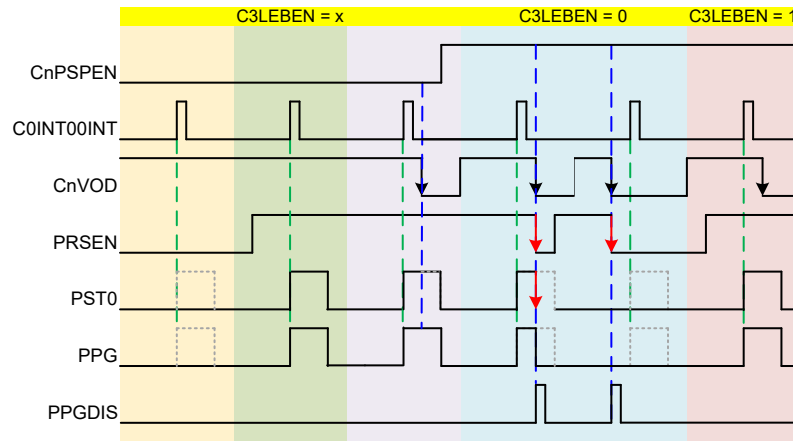 C3LEBEN = x C3LEBEN = 0 C3LEBEN = 1
CnPSPEN
C0INT00INT
CnVOD
PRSEN
PST0
PPG
PPGDIS